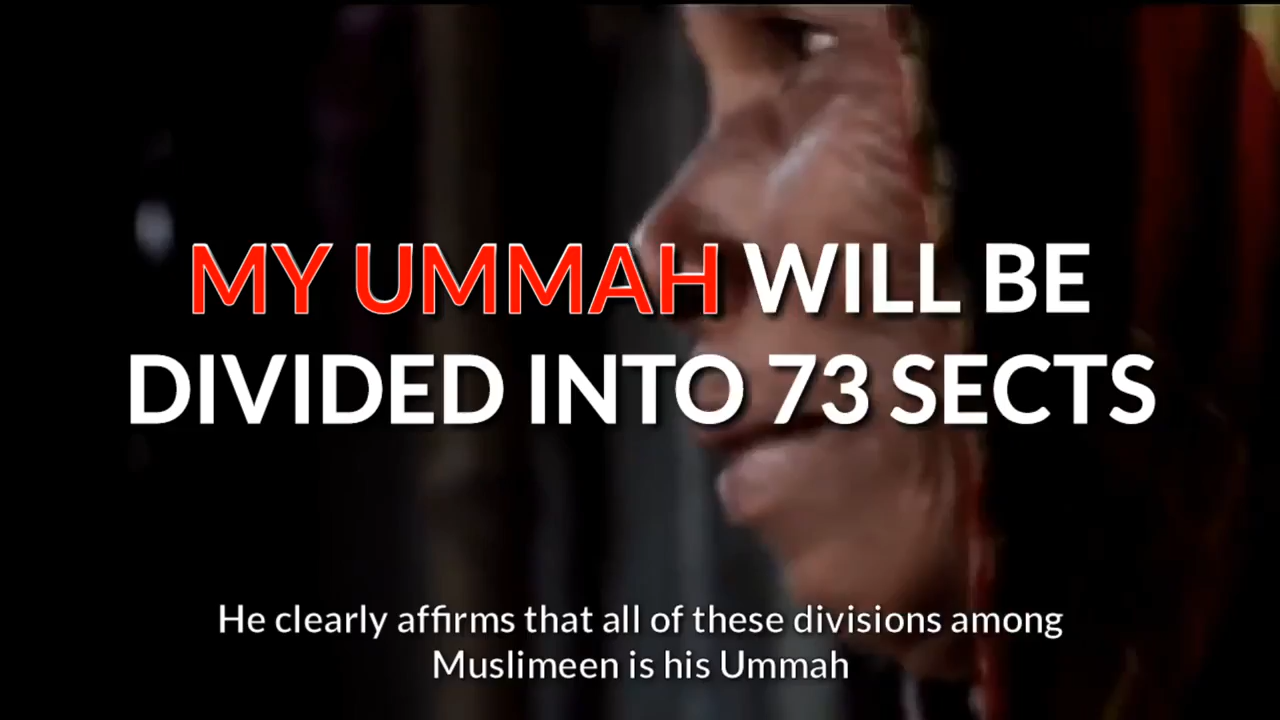 MY UMMAH WILL BE
DIVIDED INTO 73 SECTS
He clearly affirms that all of these divisions among
Muslimeen is his Ummah